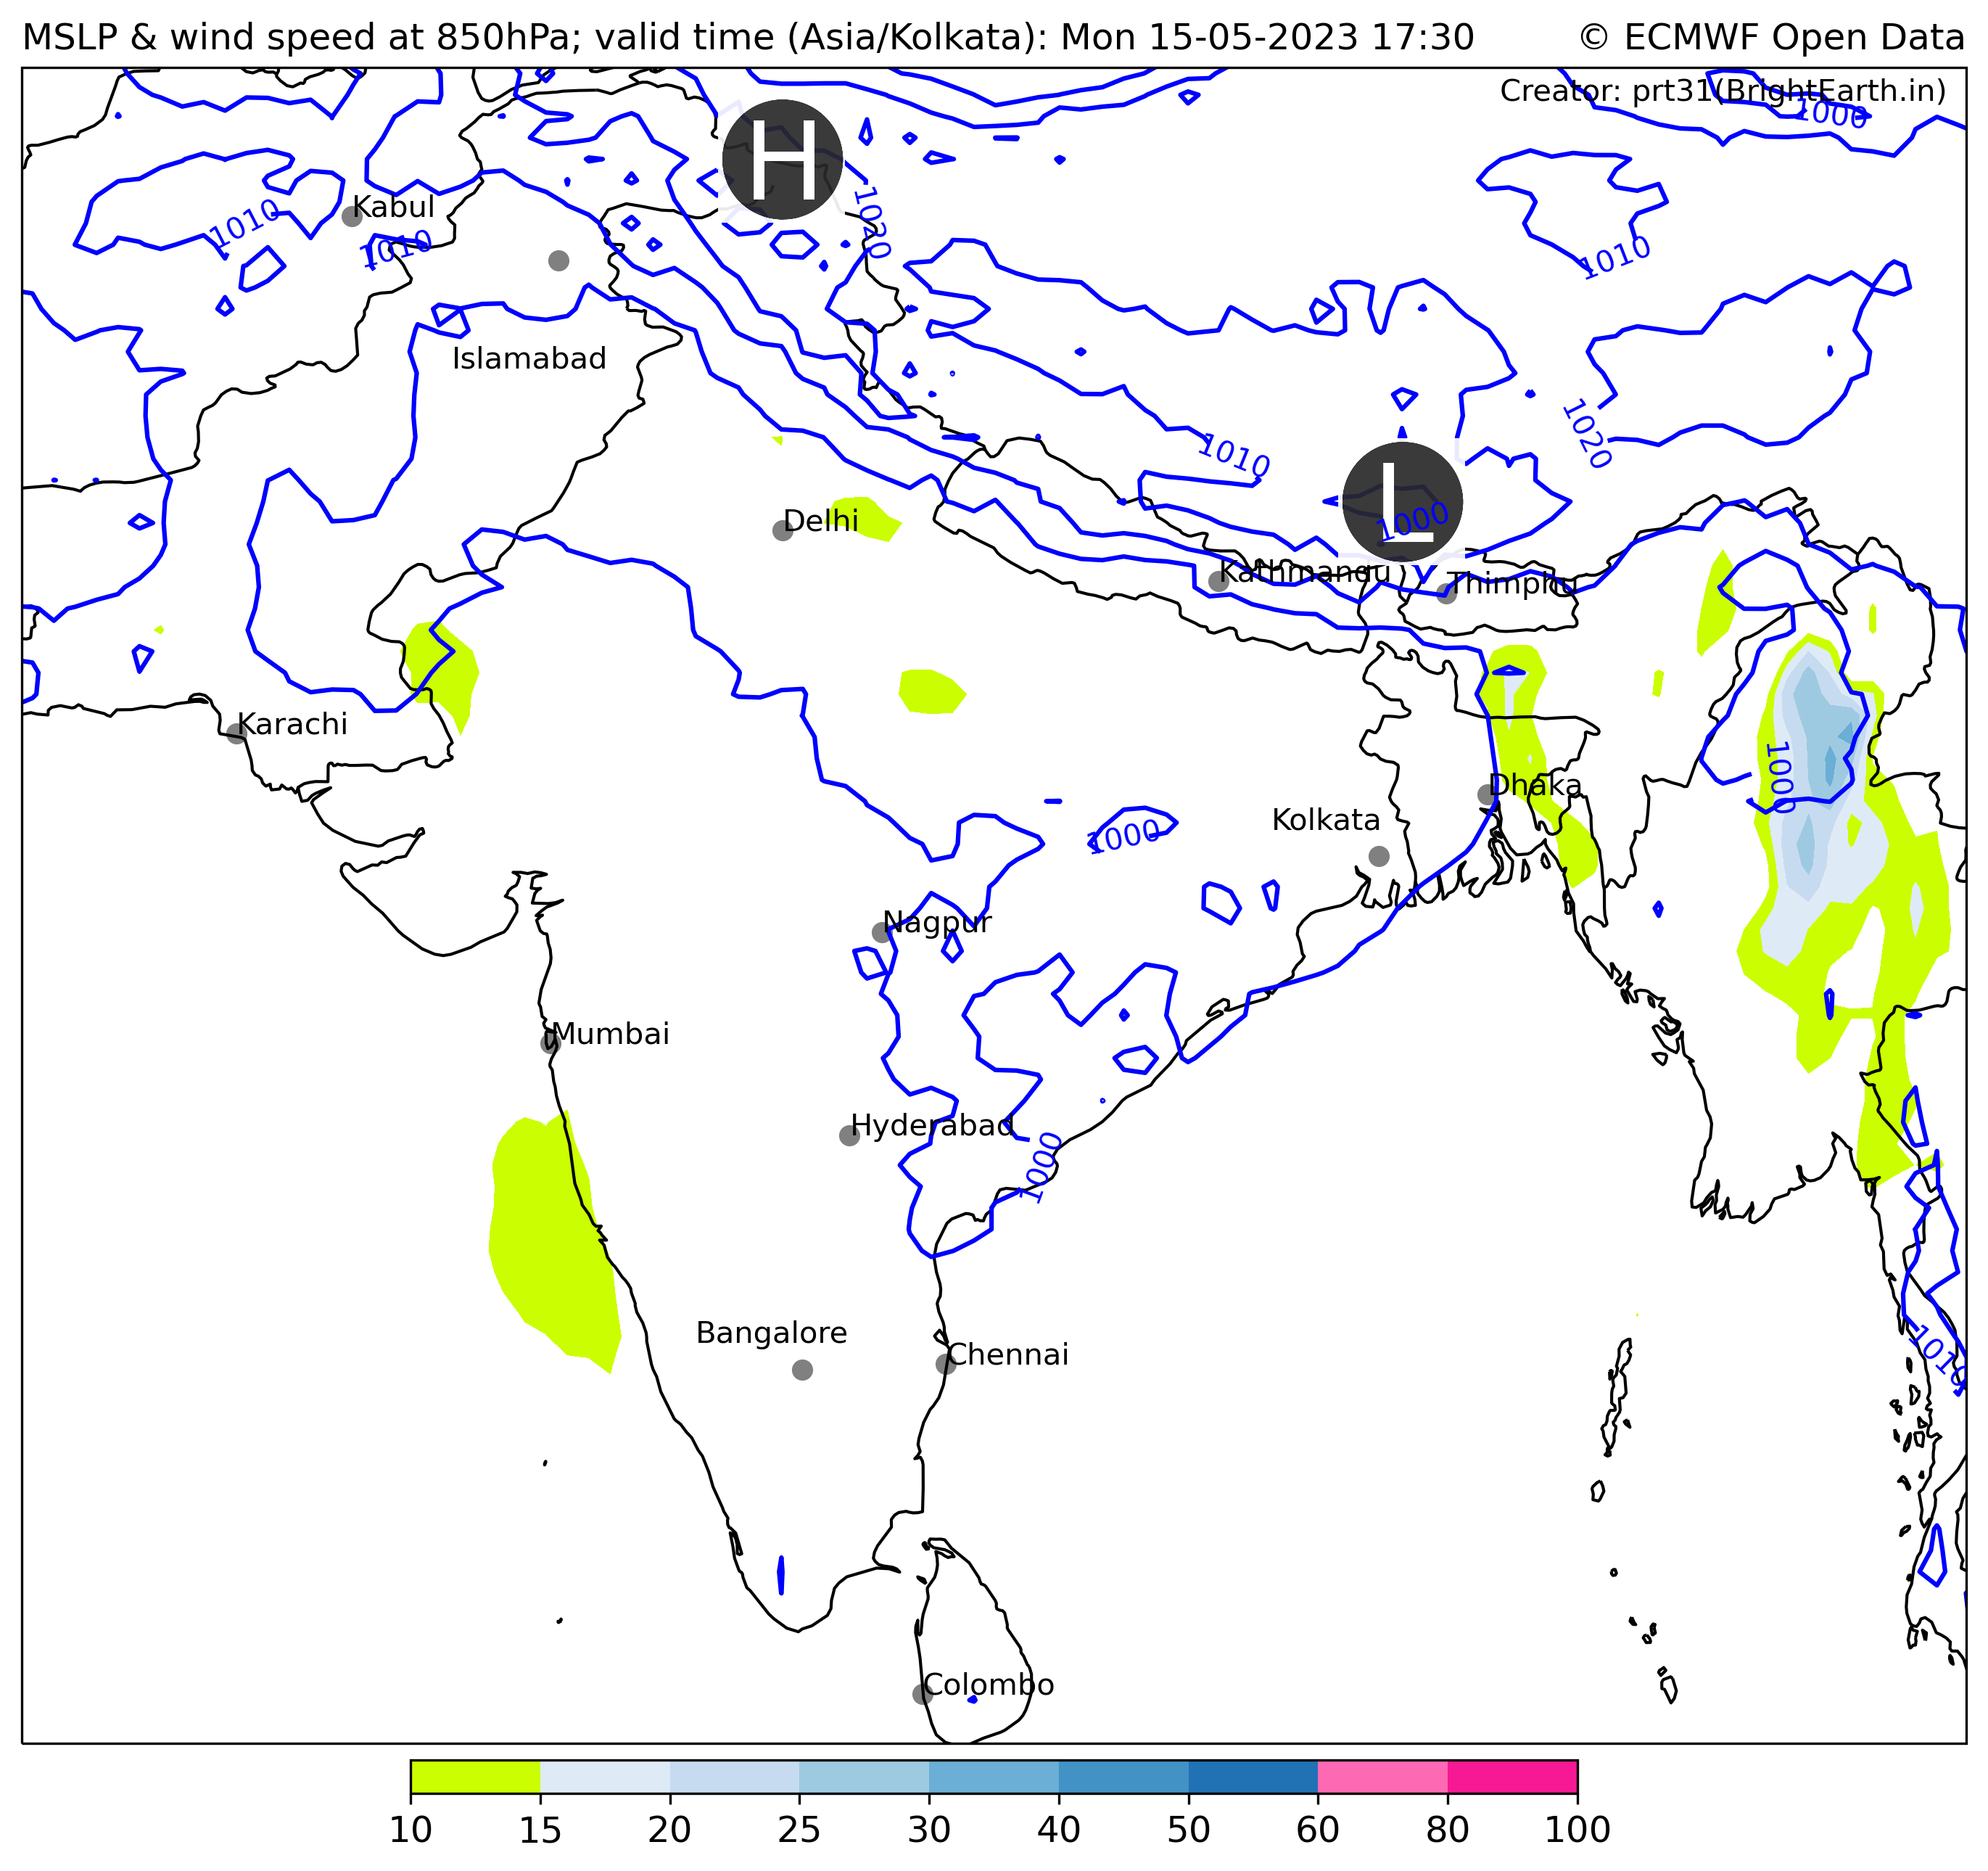 MSLP & wind speed at 850hPa; valid time (Asia/Kolkata): Mon 15-05-2023 17:30
© ECMWF Open Data
Creator: prt31(BrightEarth.in)
1000
H
Kabul
1010
1010
1020
1010
Islamabad
1010
1020
L
1000
Delhi
Kathmandu
Thimphu
Karachi
1000
Dhaka
Kolkata
1000
Nagpur
Mumbai
Hyderabad
1000
Bangalore
Chennai
1010
Colombo
10 15 20 25 30 40 50 60 80 100